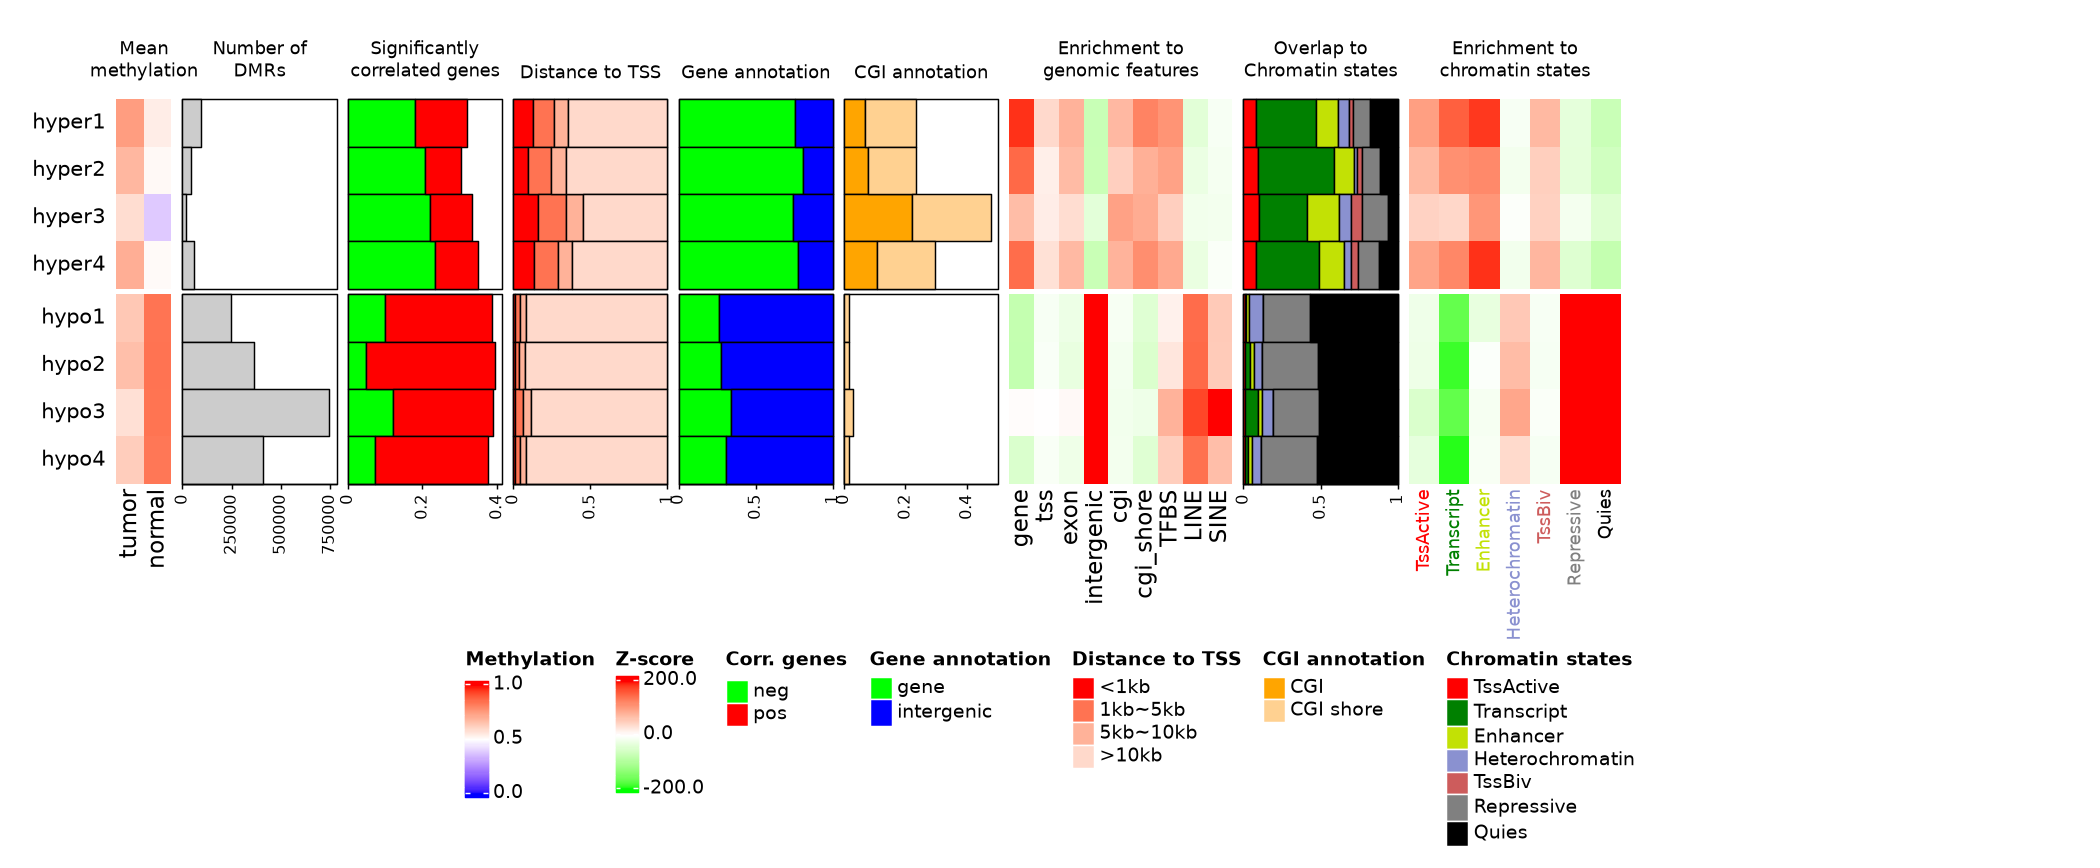 Mean
methylation
Number of
DMRs
Significantly
correlated genes
Distance to TSS
Gene annotation
CGI annotation
Enrichment to
genomic features
Overlap to
Chromatin states
Enrichment to
chromatin states
hyper1
hyper2
hyper3
hyper4
hypo1
hypo2
hypo3
hypo4
tumor
normal
0
2500000
5000000
7500000
0
0.2
0.4
0
0.5
1
0
0.5
1
0
0.2
0.4
gene
tss
exon
intergenic
cgi
cgi_shore
TFBS
LINE
SINE
0
0.5
1
TssActive
Transcript
Enhancer
Heterochromatin
TssBiv
Repressive
Quies
Methylation
1.0
0.5
0.0
Z-score
200.0
0.0
-200.0
Corr. genes
neg
pos
Gene annotation
gene
intergenic
Distance to TSS
<1kb
1kb~5kb
5kb~10kb
>10kb
CGI annotation
CGI
CGI shore
Chromatin states
TssActive
Transcript
Enhancer
Heterochromatin
TssBiv
Repressive
Quies